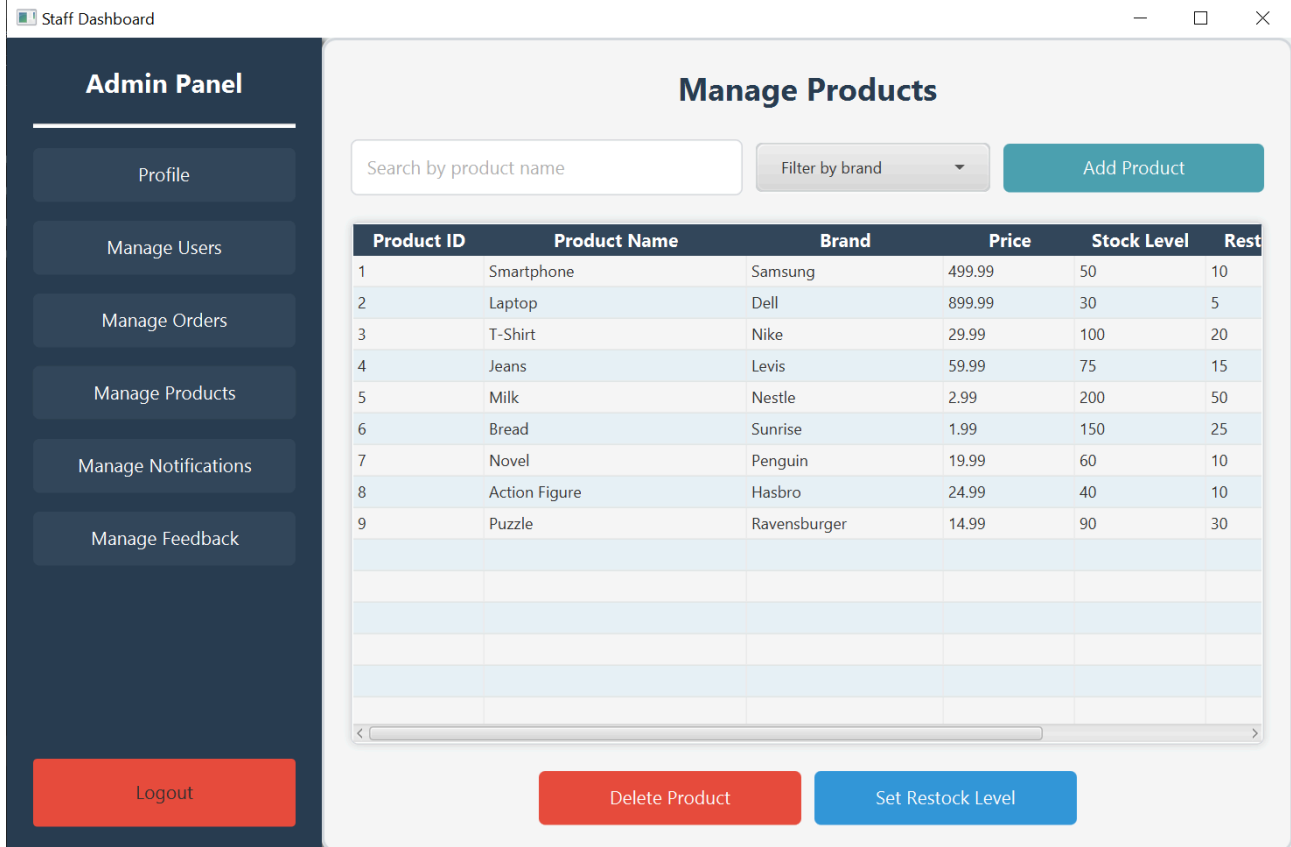 Staff Dashboard
Admin Panel
Profile
Manage Users
Manage Orders
Manage Products
Manage Notifications
Manage Feedback
Logout
Manage Products
Search by product name Filter by brand Add Product
Product ID Product Name Brand Price Stock Level Rest
1 Smartphone Samsung 499.99 50 10
2 Laptop Dell 899.99 30 5
3 T-Shirt Nike 29.99 100 20
4 Jeans Levis 59.99 75 15
5 Milk Nestle 2.99 200 50
6 Bread Sunrise 1.99 150 25
7 Novel Penguin 19.99 60 10
8 Action Figure Hasbro 24.99 40 10
9 Puzzle Ravensburger 14.99 90 30
Delete Product Set Restock Level